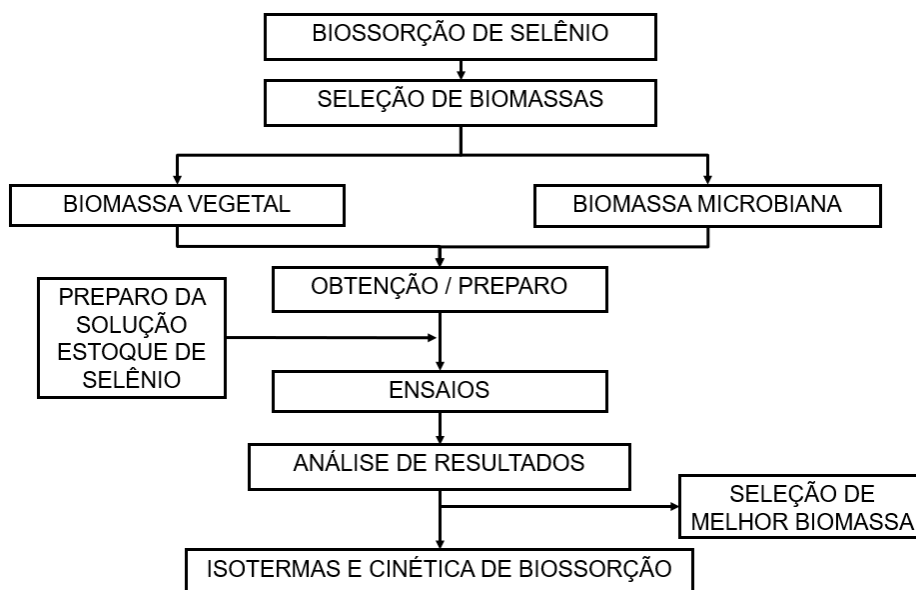 BIOSSORÇÃO DE SELÊNIO
SELEÇÃO DE BIOMASSAS
BIOMASSA VEGETAL
BIOMASSA MICROBIANA
OBTENÇÃO / PREPARO
PREPARO DA
SOLUÇÃO
ESTOQUE DE
SELÊNIO
ENSAIOS
ANÁLISE DE RESULTADOS
SELEÇÃO DE
MELHOR BIOMASSA
ISOTERMAS E CINÉTICA DE BIOSSORÇÃO